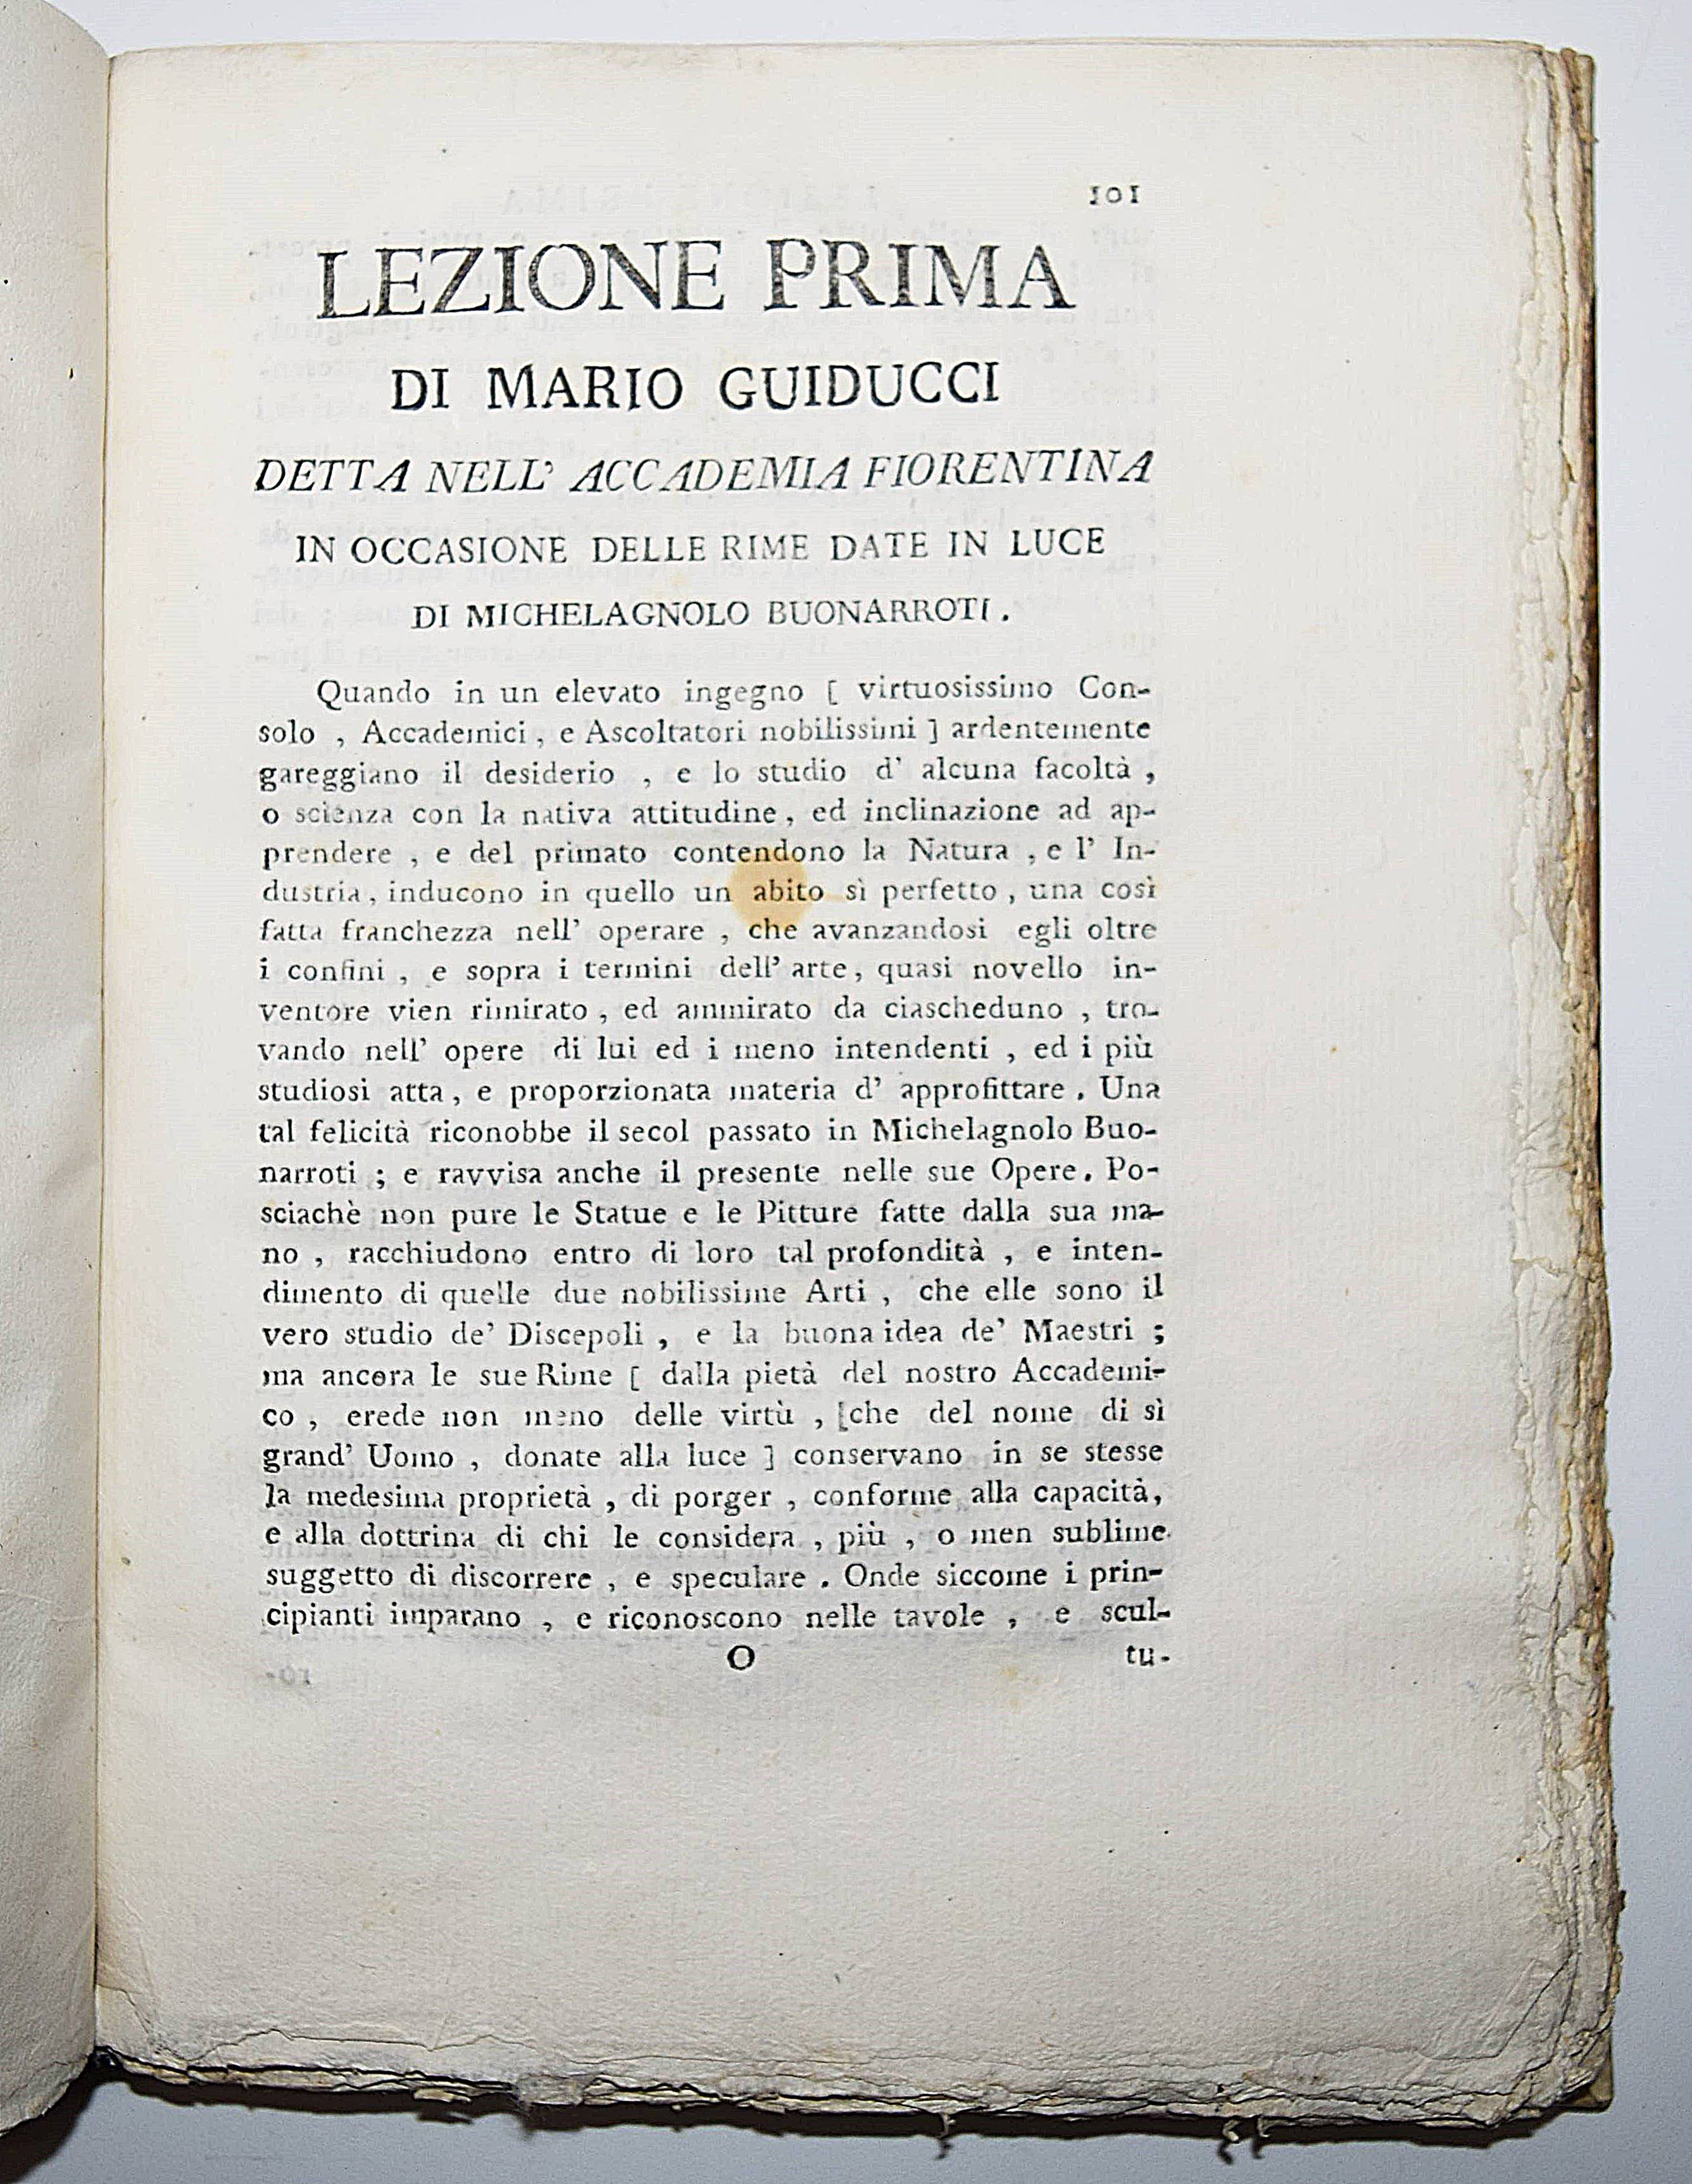 101
LEZIONE PRIMA
DI MARIO GUIDUCCI
DETTA NELL' ACCADEMIA FIORENTINA
IN OCCASIONE DELLE RIME DATE IN LUCE
DI MICHELAGNOLO BUONARROTI.
Quando in un elevato ingegno [ virtuosissimo Con-
solo , Accademici , e Ascoltatori nobilissimi ] ardentemente
gareggiano il desiderio , e lo studio d' alcuna facoltà ,
o scienza con la nativa attitudine , ed inclinazione ad ap-
prendere , e del primato contendono la Natura , e l' In-
dustria , inducono in quello un abito sì perfetto , una così
fatta franchezza nell' operare , che avanzandosi egli oltre
i confini , e sopra i termini dell' arte, quasi novello in-
ventore vien rimirato , ed ammirato da ciascheduno , tro-
vando nell' opere di lui ed i meno intendenti , ed i più
studiosi atta , e proporzionata materia d' approfittare . Una
tal felicità riconobbe il secol passato in Michelagnolo Buo-
narroti ; e ravvisa anche il presente nelle sue Opere. Po-
sciachè non pure le Statue e le Pitture fatte dalla sua ma-
no , racchiudono entro di loro tal profondità , e inten-
dimento di quelle due nobilissime Arti , che elle sono il
vero studio de' Discepoli , e la buona idea de' Maestri ;
ma ancora le sue Rime [ dalla pietà del nostro Accademi-
co , erede non meno delle virtù , [che del nome di sì
grand' Uomo , donate alla luce ] conservano in se stesse
la medesima proprietà , di porger , conforme alla capacità,
e alla dottrina di chi le considera , più , o men sublime
suggetto di discorrere , e speculare . Onde siccome i prin-
cipianti imparano , e riconoscono nelle tavole , e scul-
O tu-